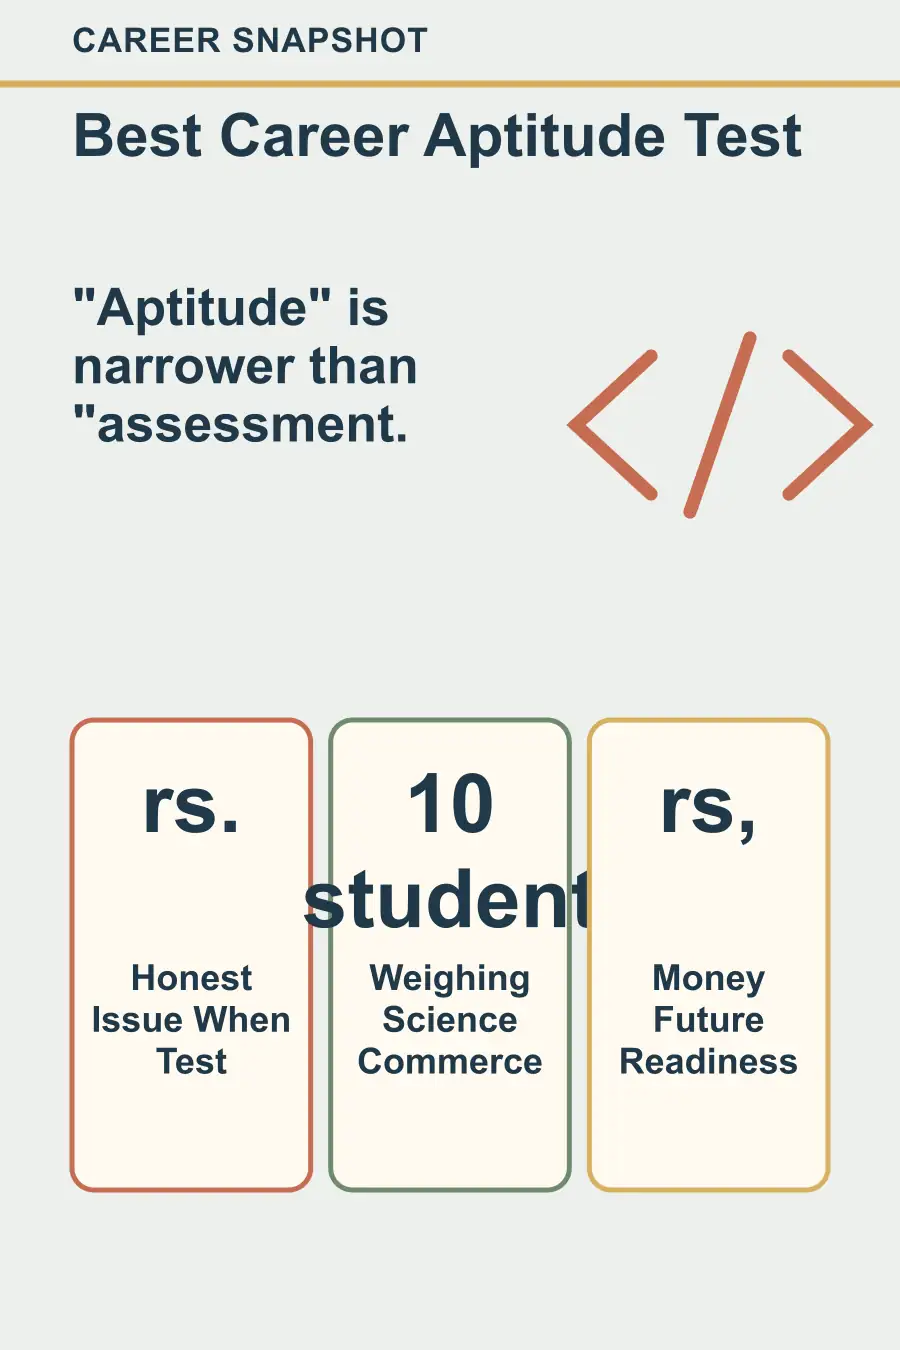 CAREER SNAPSHOT
Best Career Aptitude Test
"Aptitude" is
narrower than
"assessment.
rs.
Honest
Issue When
Test
10
student
Weighing
Science
Commerce
rs,
Money
Future
Readiness